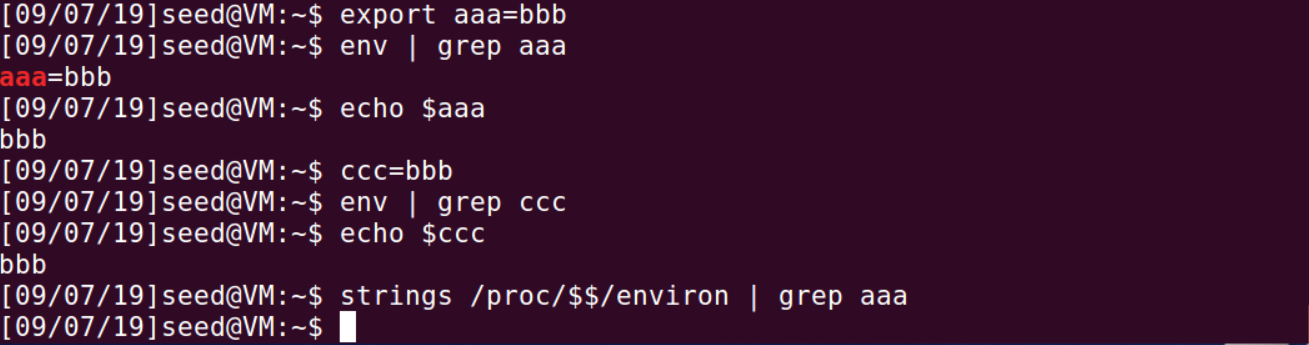 [09/07/19]seed@VM:~$ export aaa=bbb
[09/07/19]seed@VM:~$ env | grep aaa
aaa=bbb
[09/07/19]seed@VM:~$ echo $aaa
bbb
[09/07/19]seed@VM:~$ ccc=bbb
[09/07/19]seed@VM:~$ env | grep ccc
[09/07/19]seed@VM:~$ echo $ccc
bbb
[09/07/19]seed@VM:~$ strings /proc/$$/environ | grep aaa
[09/07/19]seed@VM:~$